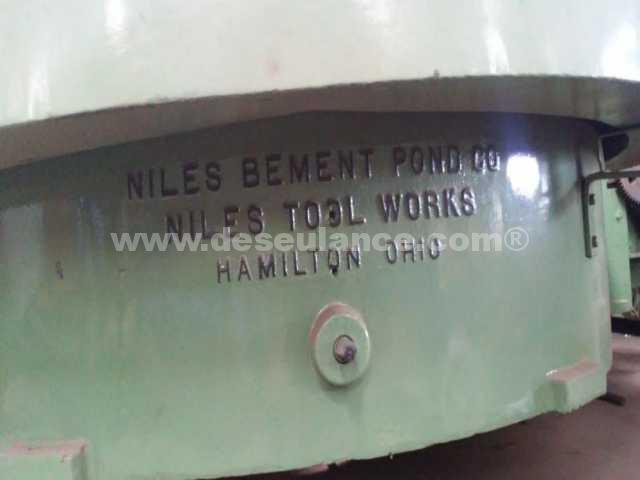 NILES BEMENT POND CO
NILES TOOL WORKS
www.deseulance.com®
HAMILTON OHIO